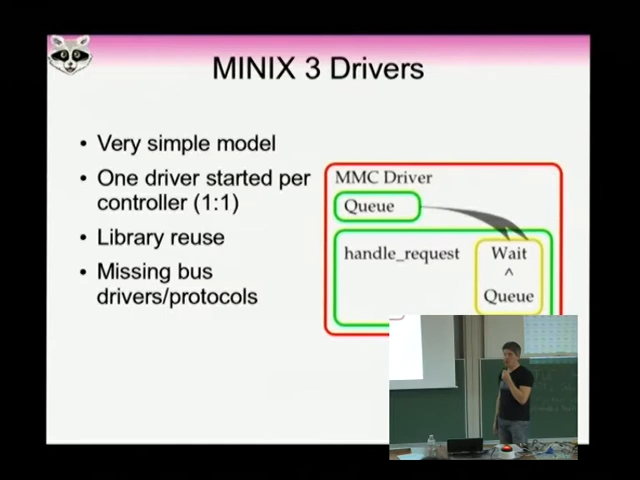 MINIX 3 Drivers
• Very simple model
• One driver started per
controller (1:1)
• Library reuse
• Missing bus
drivers/protocols
MMC Driver
Queue
handle_request
Wait
^
Queue